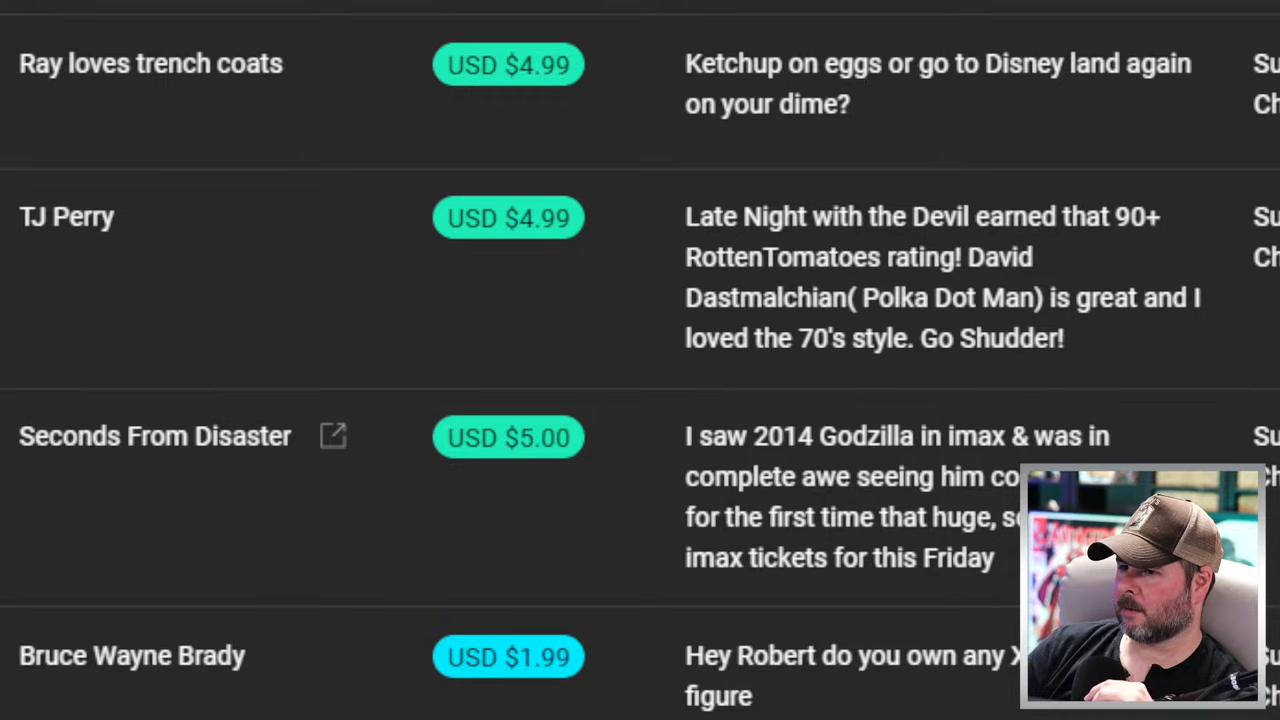 Ray loves trench coats
USD $4.99
Ketchup on eggs or go to Disney land again
on your dime?
TJ Perry
USD $4.99
Late Night with the Devil earned that 90+
RottenTomatoes rating! David
Dastmalchian( Polka Dot Man) is great and I
loved the 70's style. Go Shudder!
Seconds From Disaster
USD $5.00
I saw 2014 Godzilla in imax & was in
complete awe seeing him
for the first time that huge,
imax tickets for this Friday
Bruce Wayne Brady
USD $1.99
Hey Robert do you own any
figure